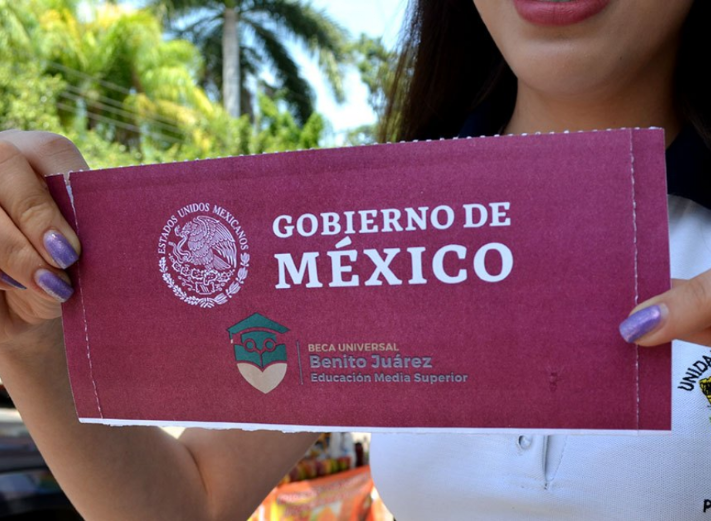 ESTADOS UNIDOS MEXICANOS
GOBIERNO DE
MÉXICO
BECA UNIVERSAL
Benito Juárez
Educación Media Superior